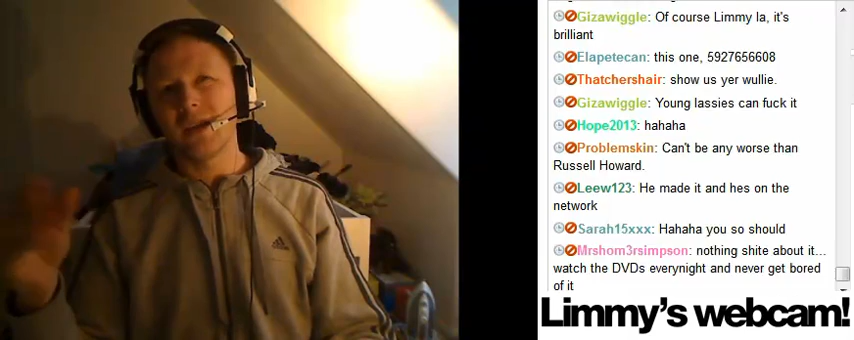 Gizawiggle: Of course Limmy la, it's
brilliant
Elapetecan: this one, 5927656608
Thatchershair: show us yer wullie.
Gizawiggle: Young lassies can fuck it
Hope2013: hahaha
Problemskin: Can't be any worse than
Russell Howard.
Leew123: He made it and hes on the
network
Sarah15xxx: Hahaha you so should
Mrshom3rsimpson: nothing shite about it...
watch the DVDs everynight and never get bored
of it
Limmy's webcam!